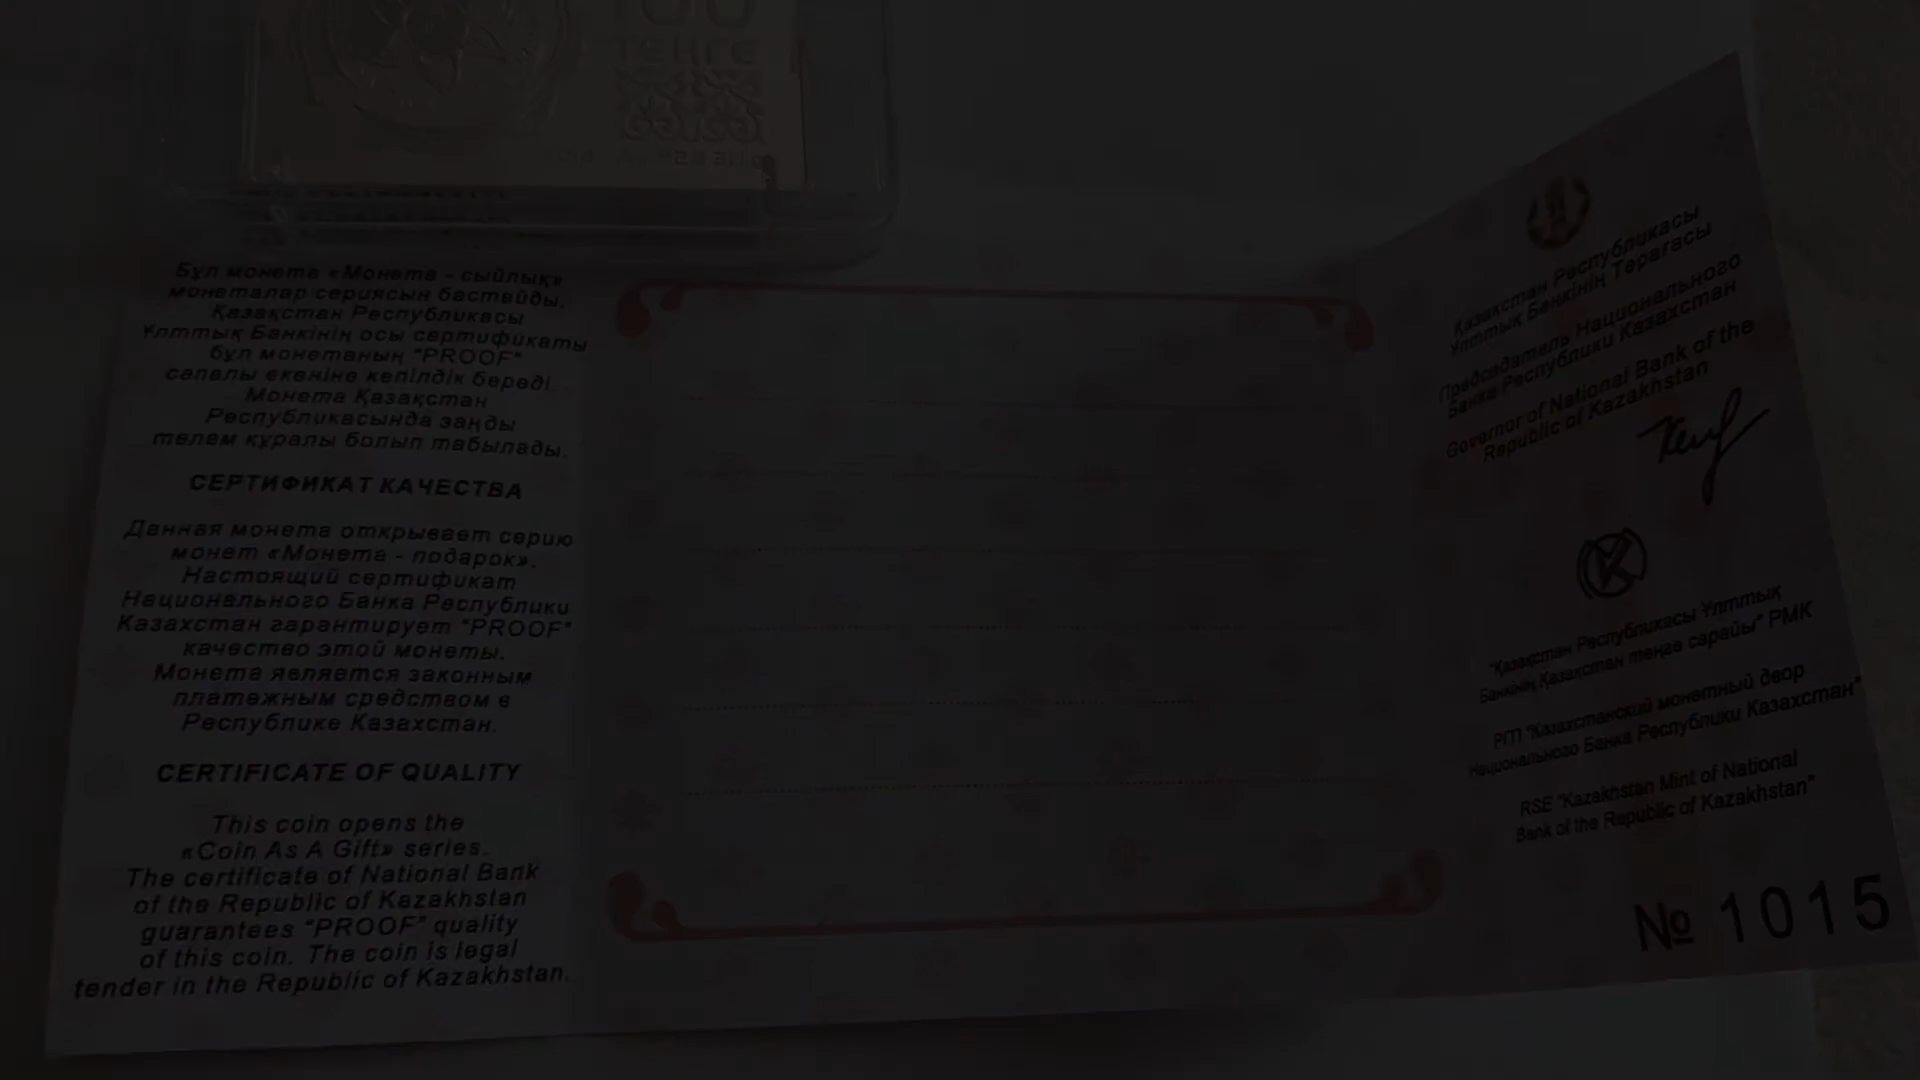 100
ТЕҢГЕ
Бұл монета «Монета - сыйлық»
монеталар сериясын бастайды.
Қазақстан Республикасы
Ұлттық Банкінің осы сертификаты
бұл монетаның "PROOF"
сапалы екеніне кепілдік береді.
Монета Қазақстан
Республикасында заңды
төлем құралы болып табылады.
СЕРТИФИКАТ КАЧЕСТВА
Данная монета открывает серию
монет «Монета - подарок».
Настоящий сертификат
Национального Банка Республики
Казахстан гарантирует "PROOF"
качество этой монеты.
Монета является законным
платежным средством в
Республике Казахстан.
CERTIFICATE OF QUALITY
This coin opens the
«Coin As A Gift» series.
The certificate of National Bank
of the Republic of Kazakhstan
guarantees "PROOF" quality
of this coin. The coin is legal
tender in the Republic of Kazakhstan.
Қазақстан Республикасы
Ұлттық Банкінің Төрағасы
Председатель Национального
Банка Республики Казахстан
Governor of National Bank of the
Republic of Kazakhstan
"Қазақстан Республикасы Ұлттық
Банкінің Қазақстан теңге сарайы" РМК
РГП "Казахстанский монетный двор
Национального Банка Республики Казахстан"
RSE "Kazakhstan Mint of National
Bank of the Republic of Kazakhstan"
№ 1015